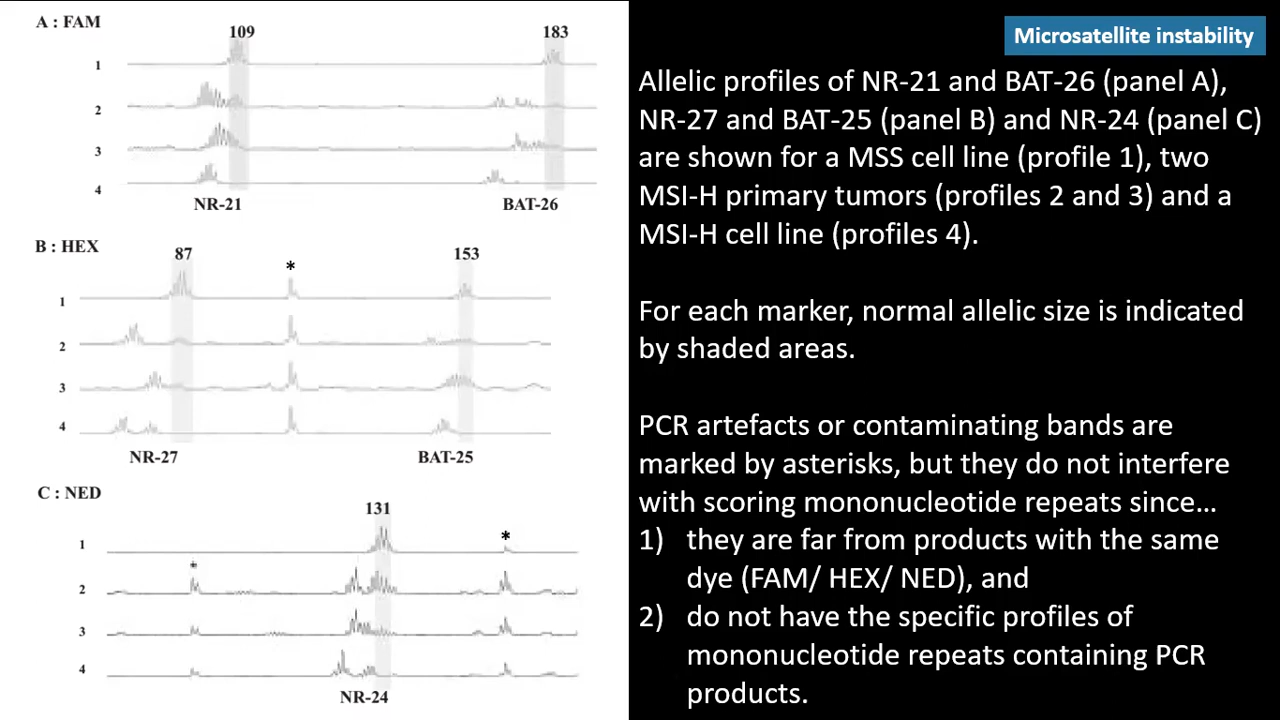 A : FAM
109
183
1
2
3
4
NR-21
BAT-26
B : HEX
87
*
153
1
2
3
4
NR-27
BAT-25
C : NED
131
*
*
1
2
3
4
NR-24
Microsatellite instability
Allelic profiles of NR-21 and BAT-26 (panel A),
NR-27 and BAT-25 (panel B) and NR-24 (panel C)
are shown for a MSS cell line (profile 1), two
MSI-H primary tumors (profiles 2 and 3) and a
MSI-H cell line (profiles 4).
For each marker, normal allelic size is indicated
by shaded areas.
PCR artefacts or contaminating bands are
marked by asterisks, but they do not interfere
with scoring mononucleotide repeats since…
1) they are far from products with the same
dye (FAM/ HEX/ NED), and
2) do not have the specific profiles of
mononucleotide repeats containing PCR
products.